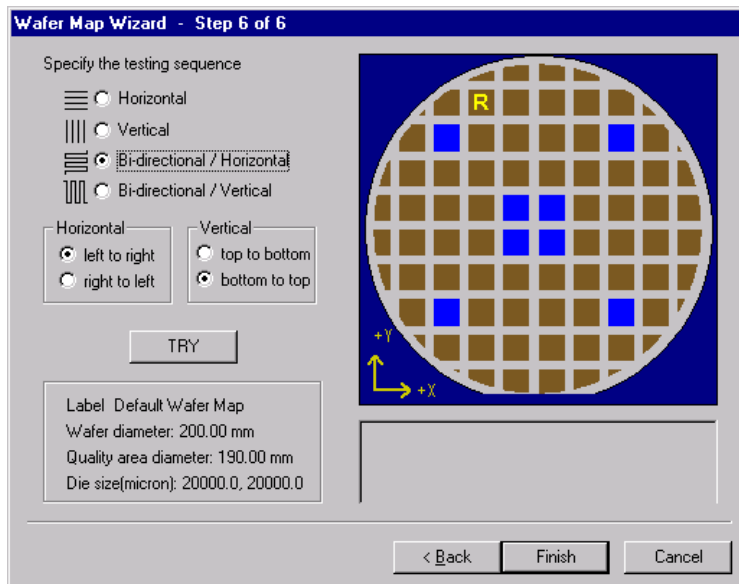 Wafer Map Wizard - Step 6 of 6
Specify the testing sequence
Horizontal
Vertical
Bi-directional / Horizontal
Bi-directional / Vertical
Horizontal
left to right
right to left
Vertical
top to bottom
bottom to top
TRY
Label Default Wafer Map
Wafer diameter: 200.00 mm
Quality area diameter: 190.00 mm
Die size(micron): 20000.0, 20000.0
R
+Y
+X
< Back
Finish
Cancel